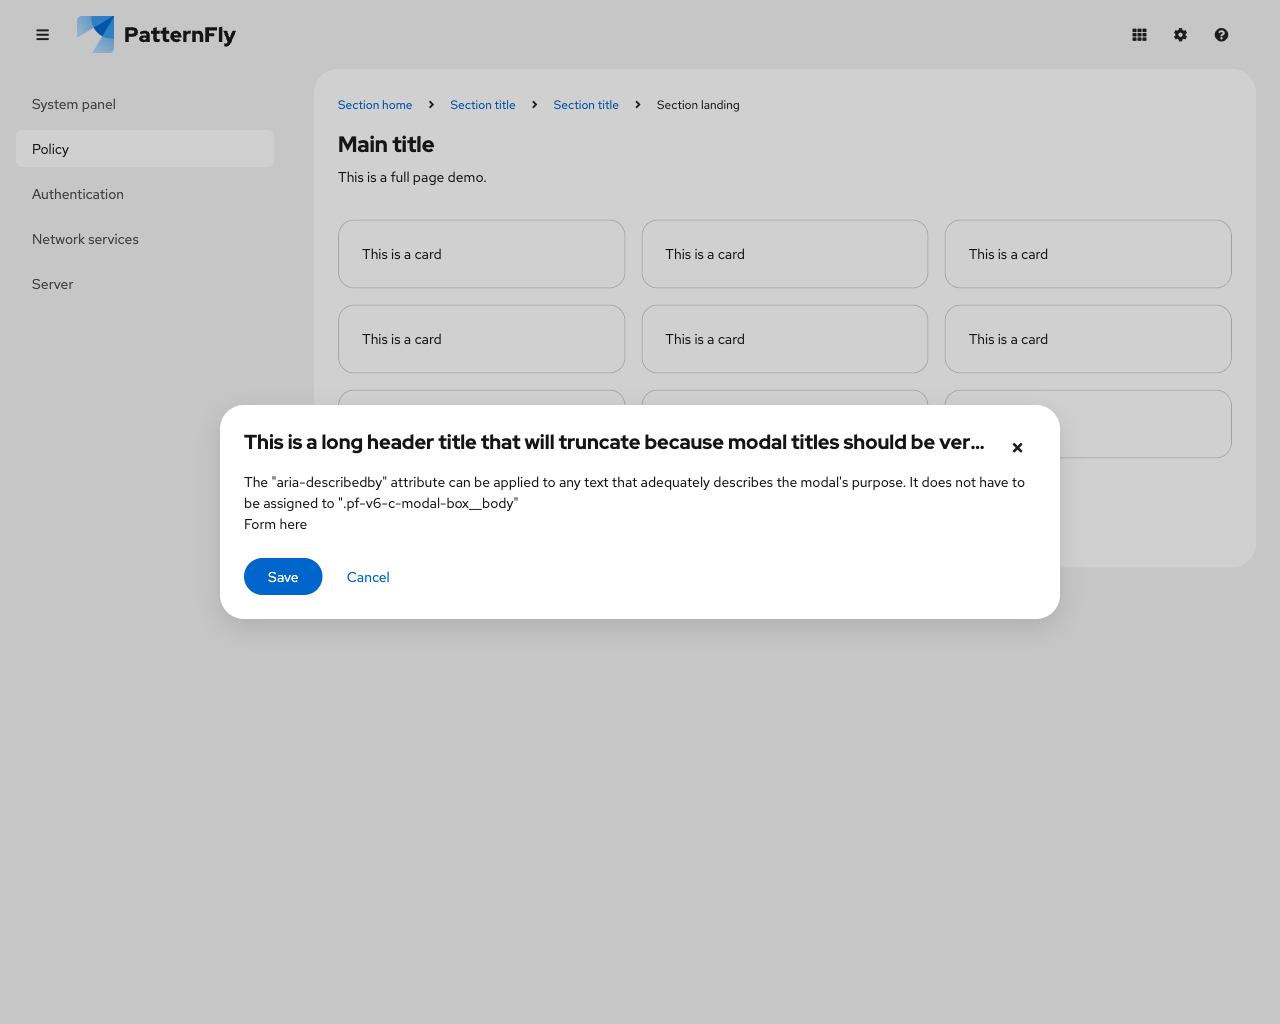 PatternFly
System panel
Policy
Authentication
Network services
Server
Section home
Section title
Section title
Section landing
Main title
This is a full page demo.
This is a card
This is a card
This is a card
This is a card
This is a card
This is a card
This is a long header title that will truncate because modal titles should be ver...
The "aria-describedby" attribute can be applied to any text that adequately describes the modal's purpose. It does not have to
be assigned to ".pf-v6-c-modal-box__body"
Form here
Save
Cancel